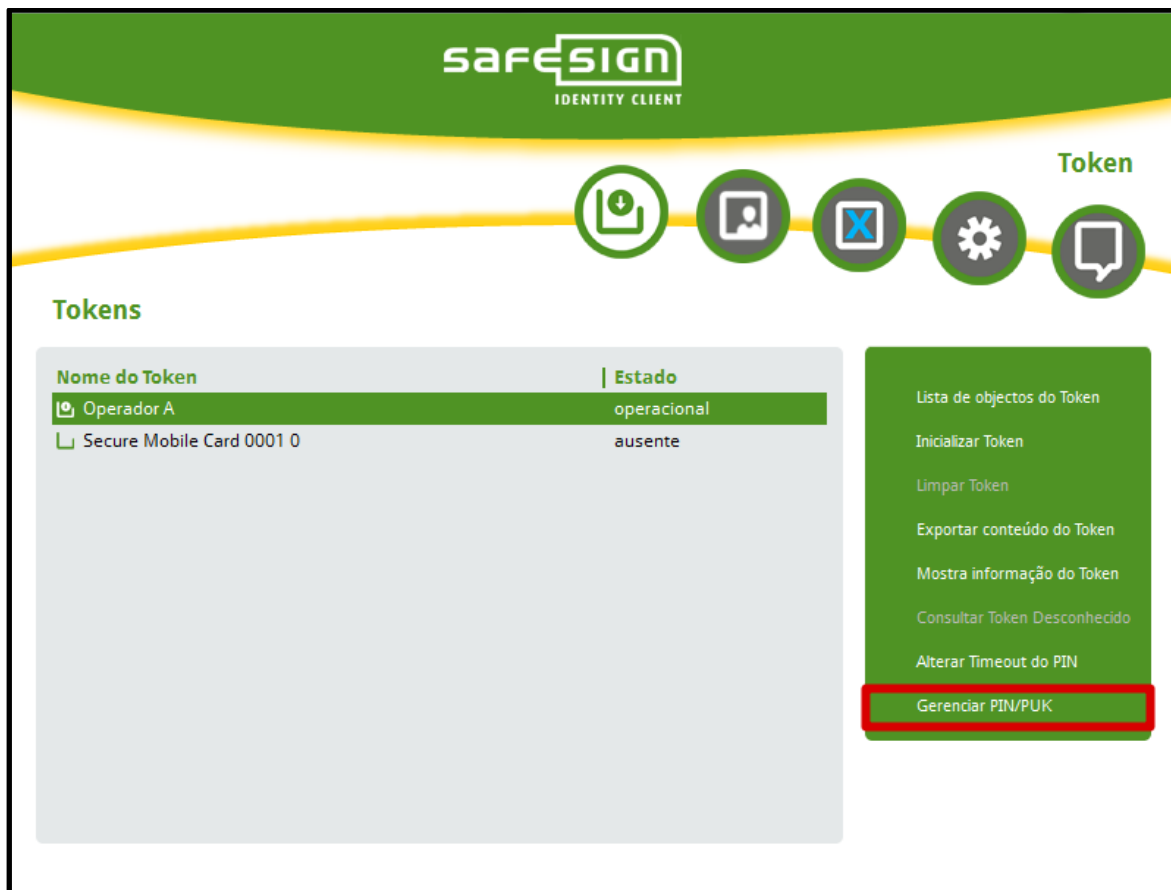 SafeSign
IDENTITY CLIENT
Token
Tokens
Nome do Token
Estado
Operador A
operacional
Secure Mobile Card 0001 0
ausente
Lista de objectos do Token
Inicializar Token
Limpar Token
Exportar conteúdo do Token
Mostra informação do Token
Consultar Token Desconhecido
Alterar Timeout do PIN
Gerenciar PIN/PUK